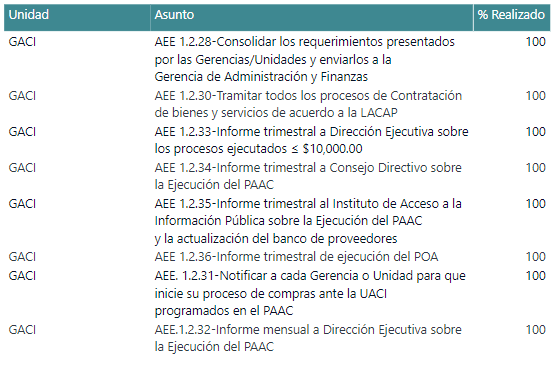 Unidad Asunto % Realizado
GACI AEE 1.2.28-Consolidar los requerimientos presentados 100
por las Gerencias/Unidades y enviarlos a la
Gerencia de Administración y Finanzas
GACI AEE 1.2.30-Tramitar todos los procesos de Contratación 100
de bienes y servicios de acuerdo a la LACAP
GACI AEE 1.2.33-Informe trimestral a Dirección Ejecutiva sobre 100
los procesos ejecutados ≤ $10,000.00
GACI AEE 1.2.34-Informe trimestral a Consejo Directivo sobre 100
la Ejecución del PAAC
GACI AEE 1.2.35-Informe trimestral al Instituto de Acceso a la 100
Información Pública sobre la Ejecución del PAAC
y la actualización del banco de proveedores
GACI AEE 1.2.36-Informe trimestral de ejecución del POA 100
GACI AEE. 1.2.31-Notificar a cada Gerencia o Unidad para que 100
inicie su proceso de compras ante la UACI
programados en el PAAC
GACI AEE.1.2.32-Informe mensual a Dirección Ejecutiva sobre 100
la Ejecución del PAAC